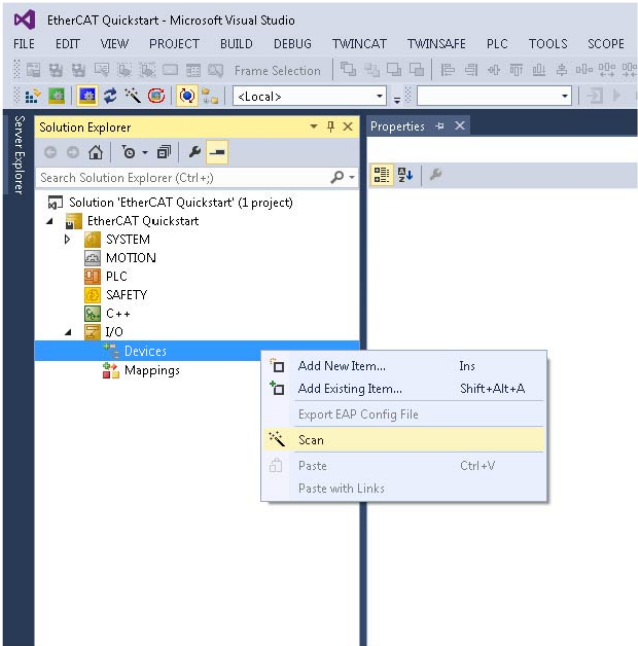 EtherCAT Quickstart - Microsoft Visual Studio
FILE EDIT VIEW PROJECT BUILD DEBUG TWINCAT TWINSAFE PLC TOOLS SCOPE
Frame Selection
<Local>
Server Explorer
Solution Explorer
Properties
Search Solution Explorer (Ctrl+;)
Solution 'EtherCAT Quickstart' (1 project)
EtherCAT Quickstart
SYSTEM
MOTION
PLC
SAFETY
C++
I/O
Devices
Mappings
Add New Item... Ins
Add Existing Item... Shift+Alt+A
Export EAP Config File
Scan
Paste Ctrl+V
Paste with Links